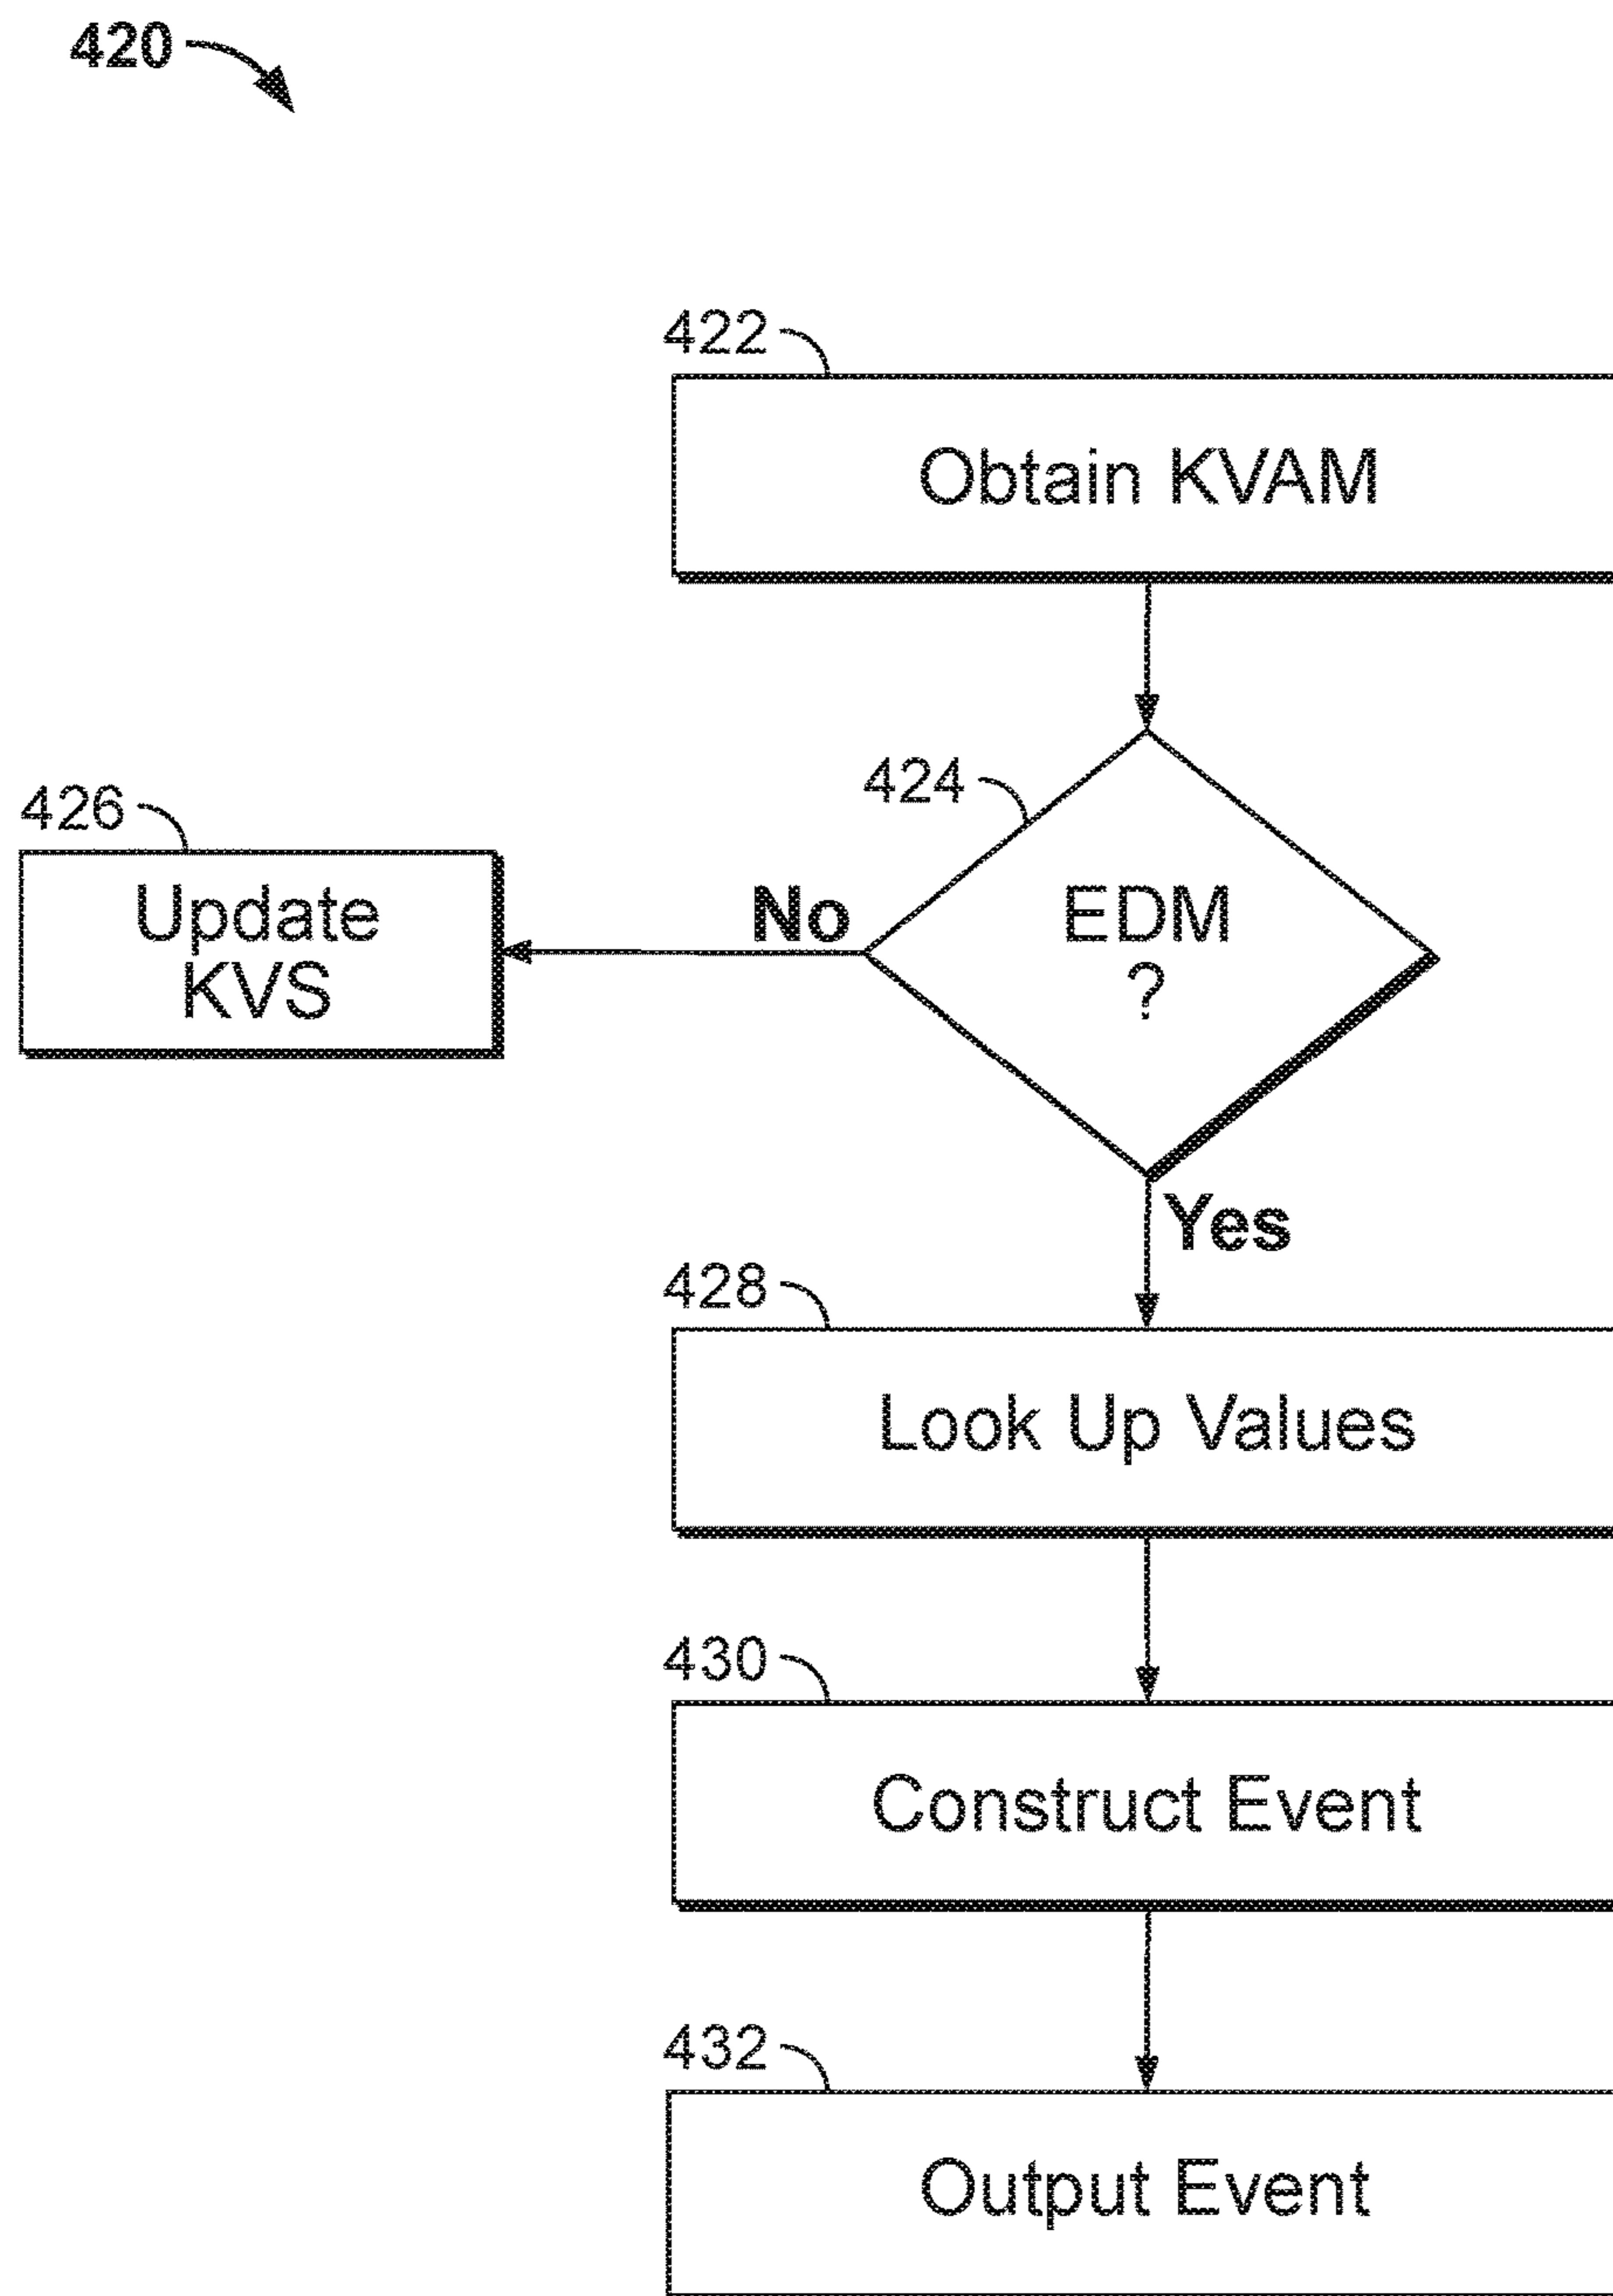 420
422
Obtain KVAM
424
EDM
?
No
426
Update
KVS
Yes
428
Look Up Values
430
Construct Event
432
Output Event